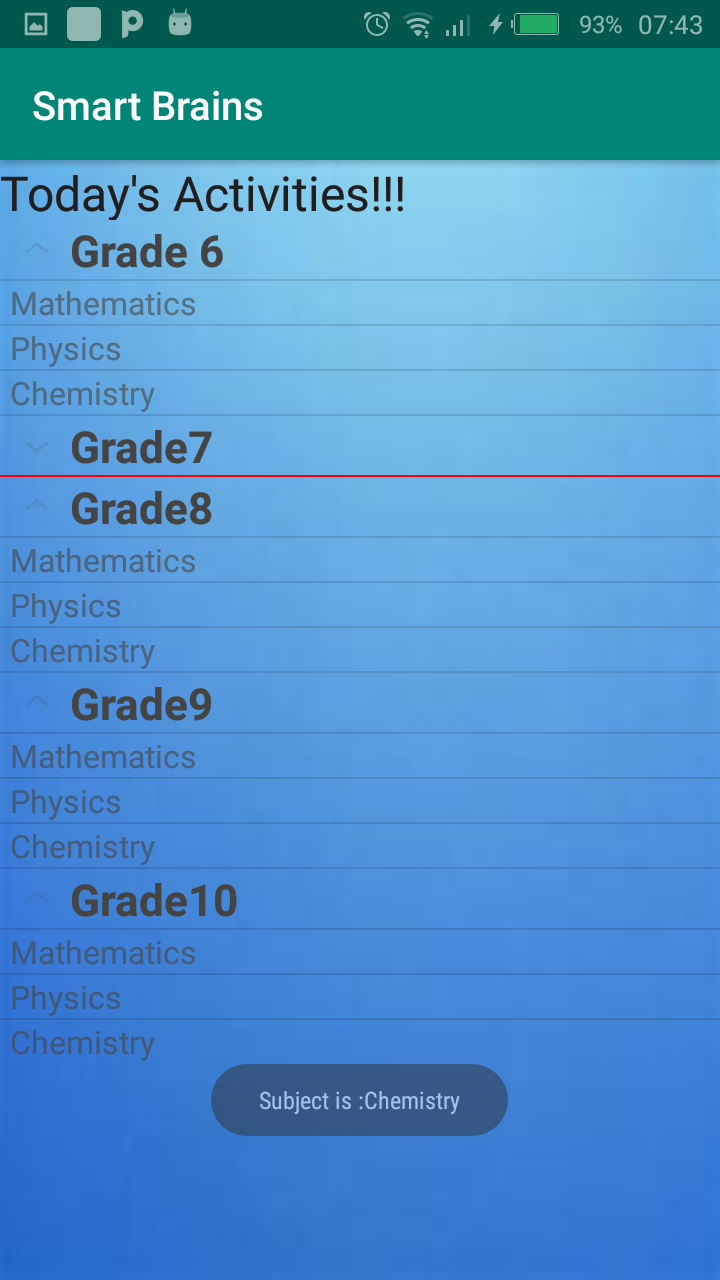 93% 07:43
Smart Brains
Today's Activities!!!
Grade 6
Mathematics
Physics
Chemistry
Grade7
Grade8
Mathematics
Physics
Chemistry
Grade9
Mathematics
Physics
Chemistry
Grade10
Mathematics
Physics
Chemistry
Subject is :Chemistry